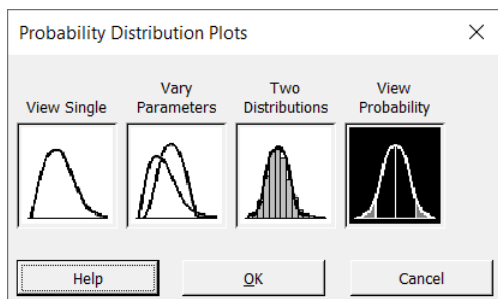 Probability Distribution Plots
View Single
Vary
Parameters
Two
Distributions
View
Probability
Help
OK
Cancel